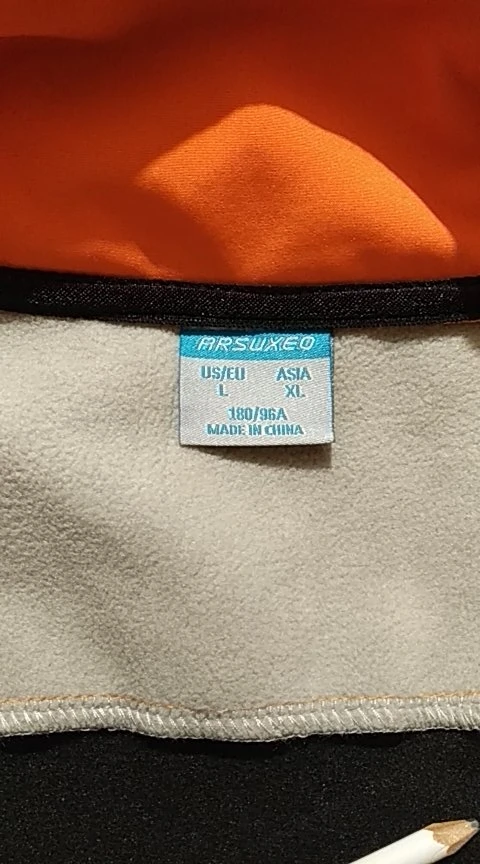 ARSUXEO
US/EU ASIA
L XL
180/96A
MADE IN CHINA